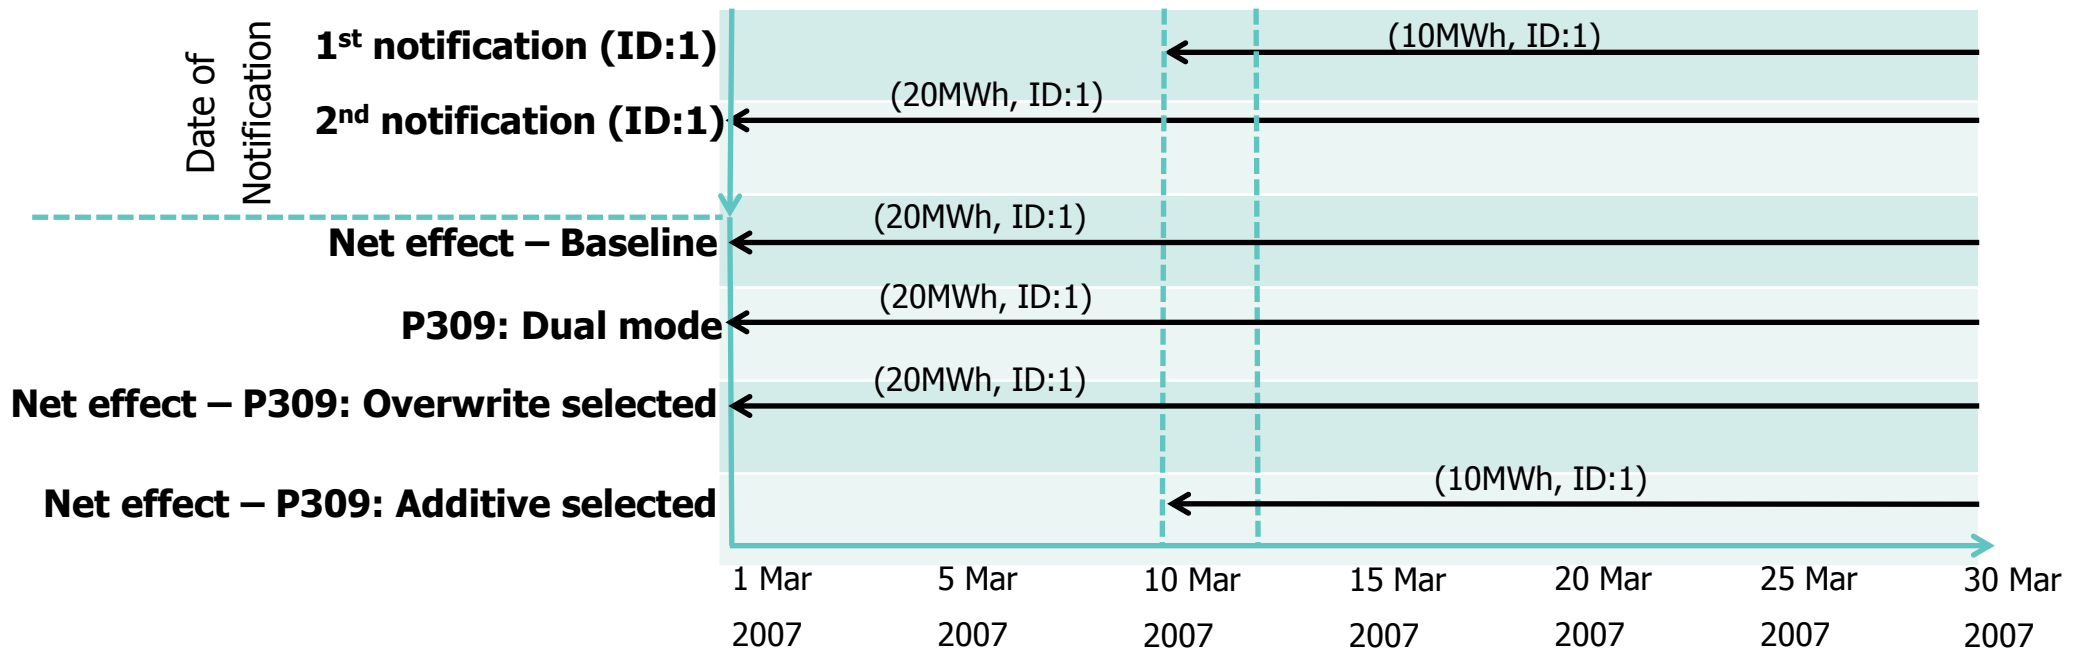 Date of
Notification
1st notification (ID:1)
(10MWh, ID:1)
2nd notification (ID:1)
(20MWh, ID:1)
Net effect – Baseline
(20MWh, ID:1)
P309: Dual mode
(20MWh, ID:1)
Net effect – P309: Overwrite selected
(20MWh, ID:1)
Net effect – P309: Additive selected
(10MWh, ID:1)
1 Mar 5 Mar 10 Mar 15 Mar 20 Mar 25 Mar 30 Mar
2007 2007 2007 2007 2007 2007 2007